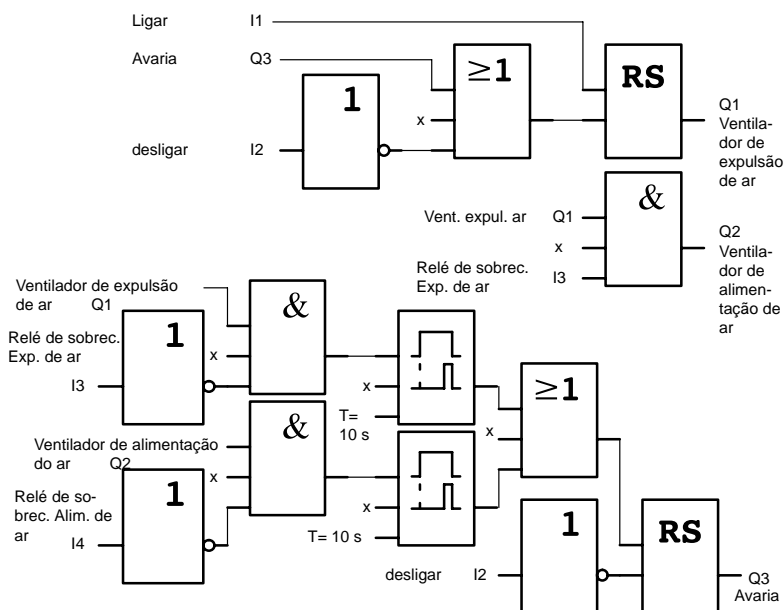 Ligar I1
Avaria Q3
≥1
RS
1
x
desligar I2
Q1
Ventila-
dor de
expulsão
de ar
&
Vent. expul. ar Q1
x
Relé de sobrec. I3
Exp. de ar
Q2
Ventila-
dor de
alimen-
tação de
ar
Ventilador de expulsão
de ar Q1
&
Relé de sobrec.
Exp. de ar
1
x
I3
x
T=
10 s
≥1
x
Ventilador de alimentação
do ar Q2
&
x
Relé de so-
brec. Alim. de
ar
1
I4
x
T= 10 s
desligar I2
1
RS
Q3
Avaria